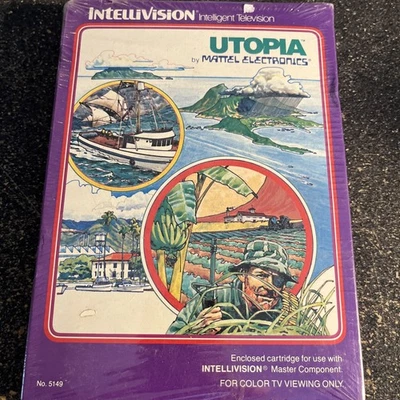 INTELLIVISION® Intelligent Television
UTOPIA™
by MATTEL ELECTRONICS®
Enclosed cartridge for use with
INTELLIVISION® Master Component.
No. 5149
FOR COLOR TV VIEWING ONLY.